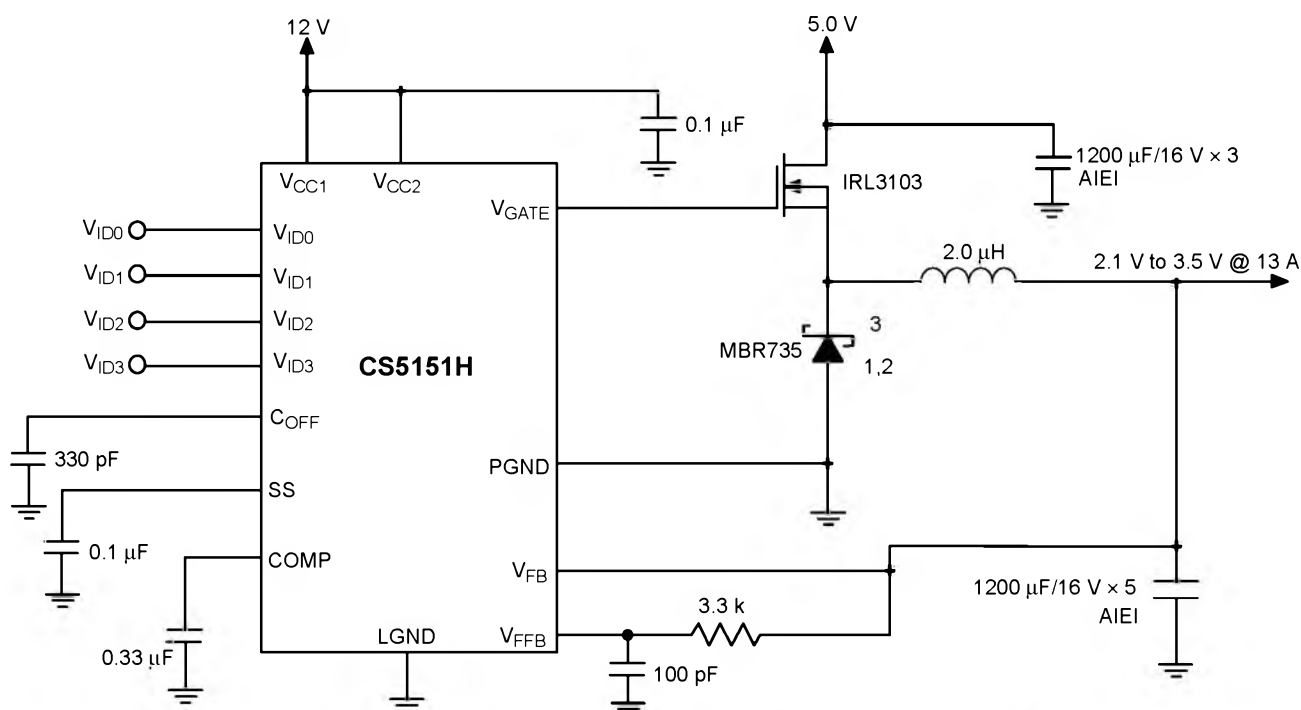 12 V
5.0 V
0.1 µF
1200 µF/16 V × 3
AIEI
VCC1
VCC2
IRL3103
VGATE
VID0
VID0
VID1
VID1
VID2
VID2
VID3
VID3
2.0 µH
2.1 V to 3.5 V @ 13 A
CS5151H
MBR735
3
1,2
COFF
330 pF
PGND
SS
0.1 µF
COMP
VFB
1200 µF/16 V × 5
AIEI
3.3 k
LGND
VFFB
0.33 µF
100 pF